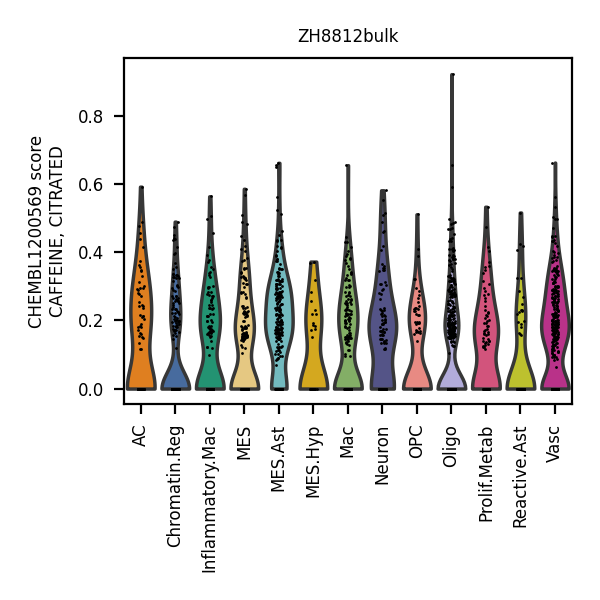 ZH8812bulk
CHEMBL1200569 score
CAFFEINE, CITRATED
0.8
0.6
0.4
0.2
0.0
AC
Chromatin.Reg
Inflammatory.Mac
MES
MES.Ast
MES.Hyp
Mac
Neuron
OPC
Oligo
Prolif.Metab
Reactive.Ast
Vasc